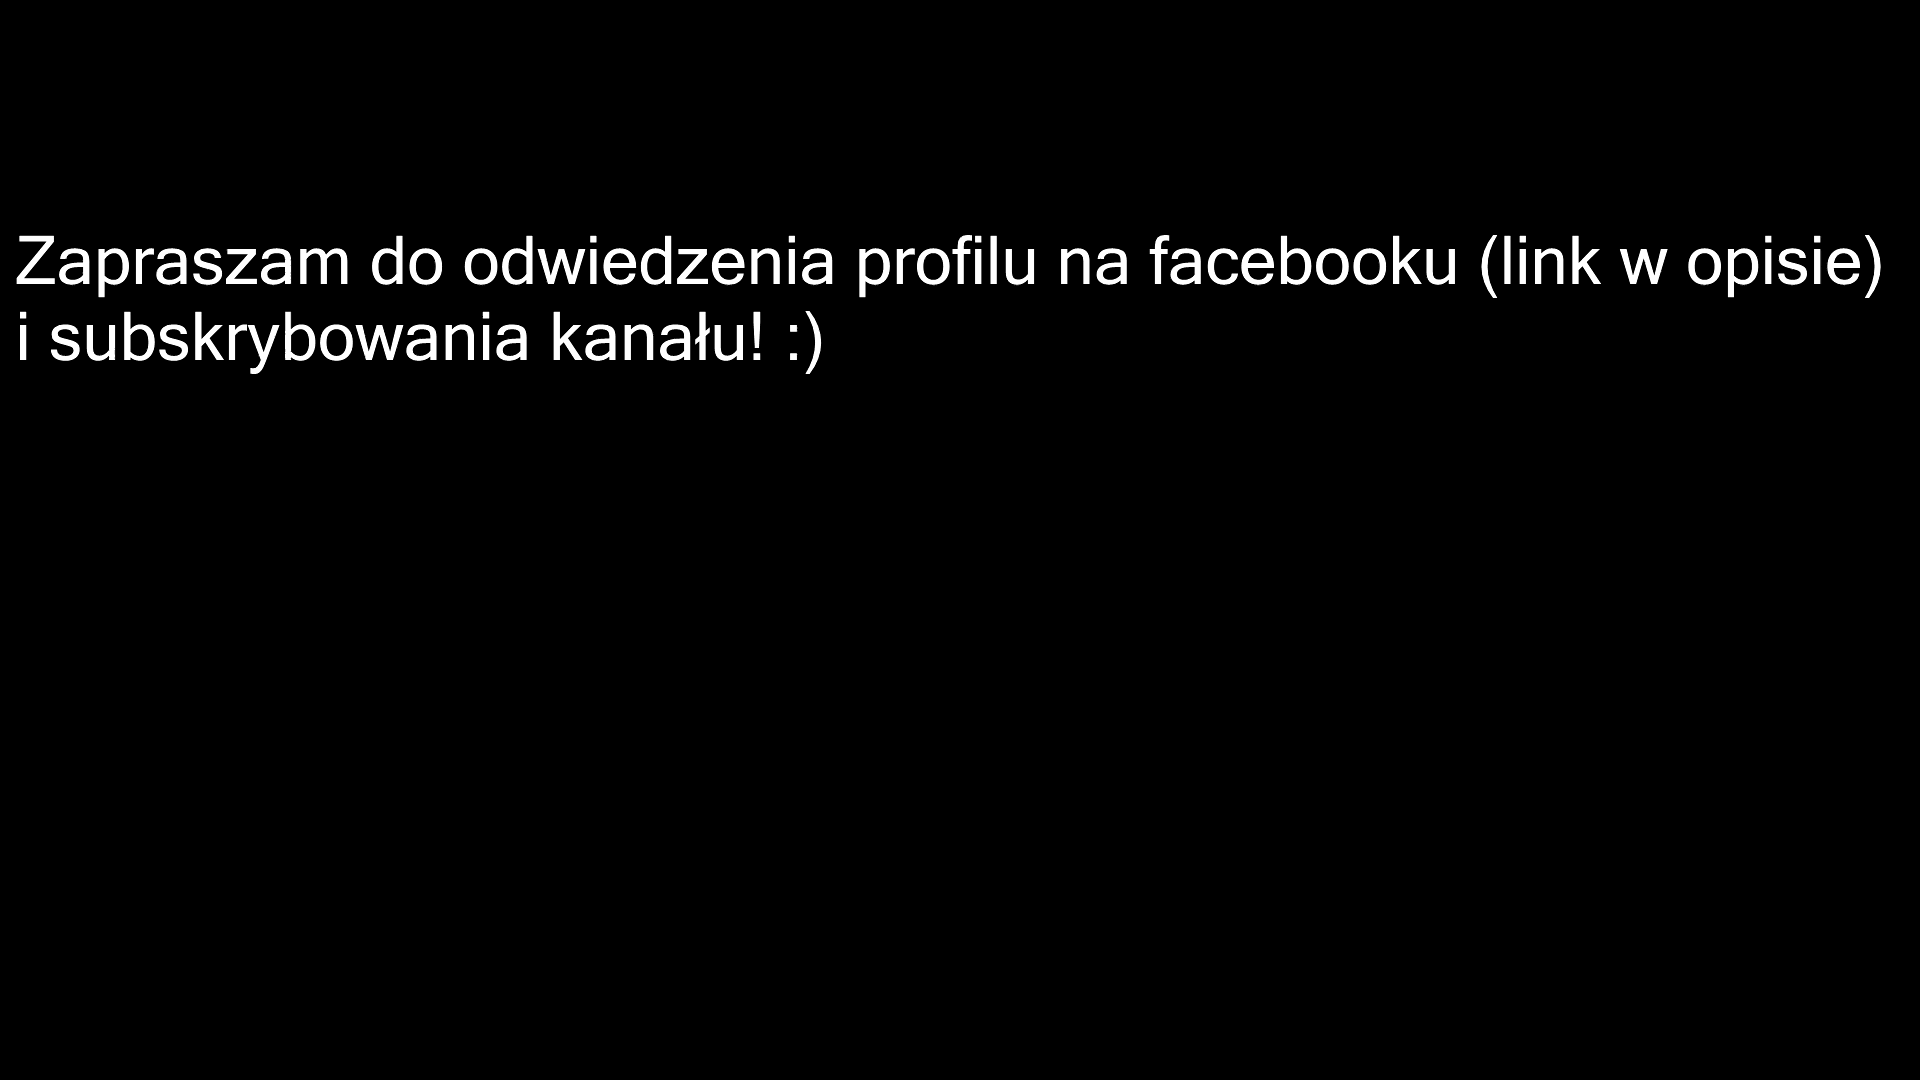 Zapraszam do odwiedzenia profilu na facebooku (link w opisie)
i subskrybowania kanału! :)